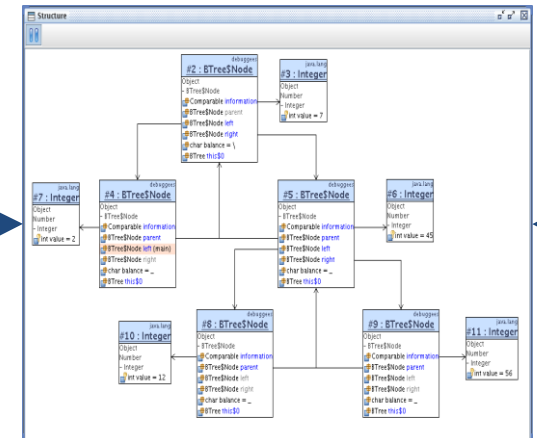 Structure
debuggees
#2 : BTree$Node
Object
- BTree$Node
Comparable information
BTree$Node parent
BTree$Node left
BTree$Node right
char balance = \
BTree this$0
java.lang
#3 : Integer
Object
Number
- Integer
int value = 7
java.lang
#7 : Integer
Object
Number
- Integer
int value = 2
debuggees
#4 : BTree$Node
Object
- BTree$Node
Comparable information
BTree$Node parent
BTree$Node left (main)
BTree$Node right
char balance = _
BTree this$0
debuggees
#5 : BTree$Node
Object
- BTree$Node
Comparable information
BTree$Node parent
BTree$Node left
BTree$Node right
char balance = _
BTree this$0
java.lang
#6 : Integer
Object
Number
- Integer
int value = 45
java.lang
#10 : Integer
Object
Number
- Integer
int value = 12
debuggees
#8 : BTree$Node
Object
- BTree$Node
Comparable information
BTree$Node parent
BTree$Node left
BTree$Node right
char balance = _
BTree this$0
debuggees
#9 : BTree$Node
Object
- BTree$Node
Comparable information
BTree$Node parent
BTree$Node left
BTree$Node right
char balance = _
BTree this$0
java.lang
#11 : Integer
Object
Number
- Integer
int value = 56